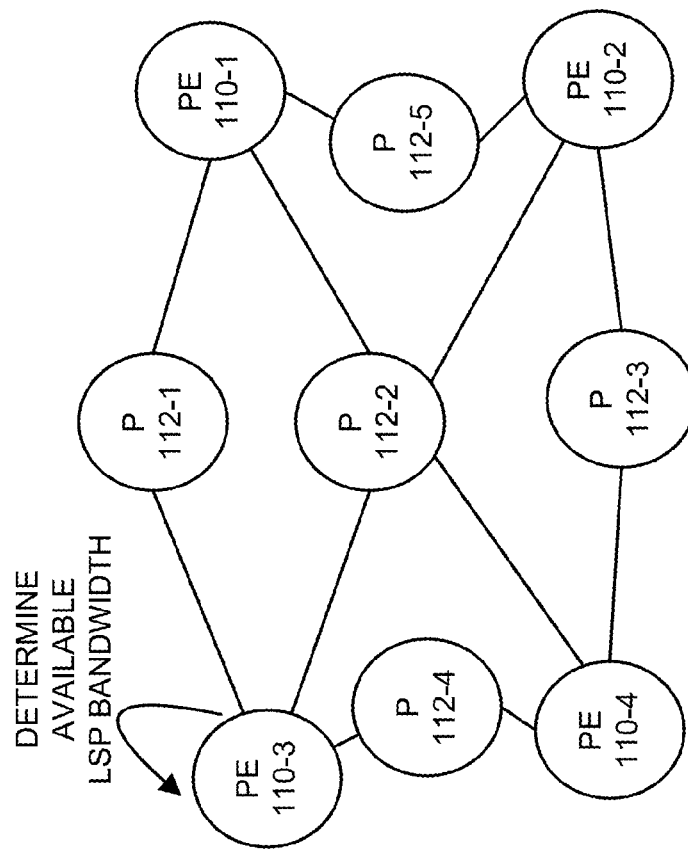 DETERMINE
AVAILABLE
LSP BANDWIDTH
PE
110-3
P
112-1
PE
110-1
P
112-4
P
112-2
P
112-5
PE
110-4
P
112-3
PE
110-2